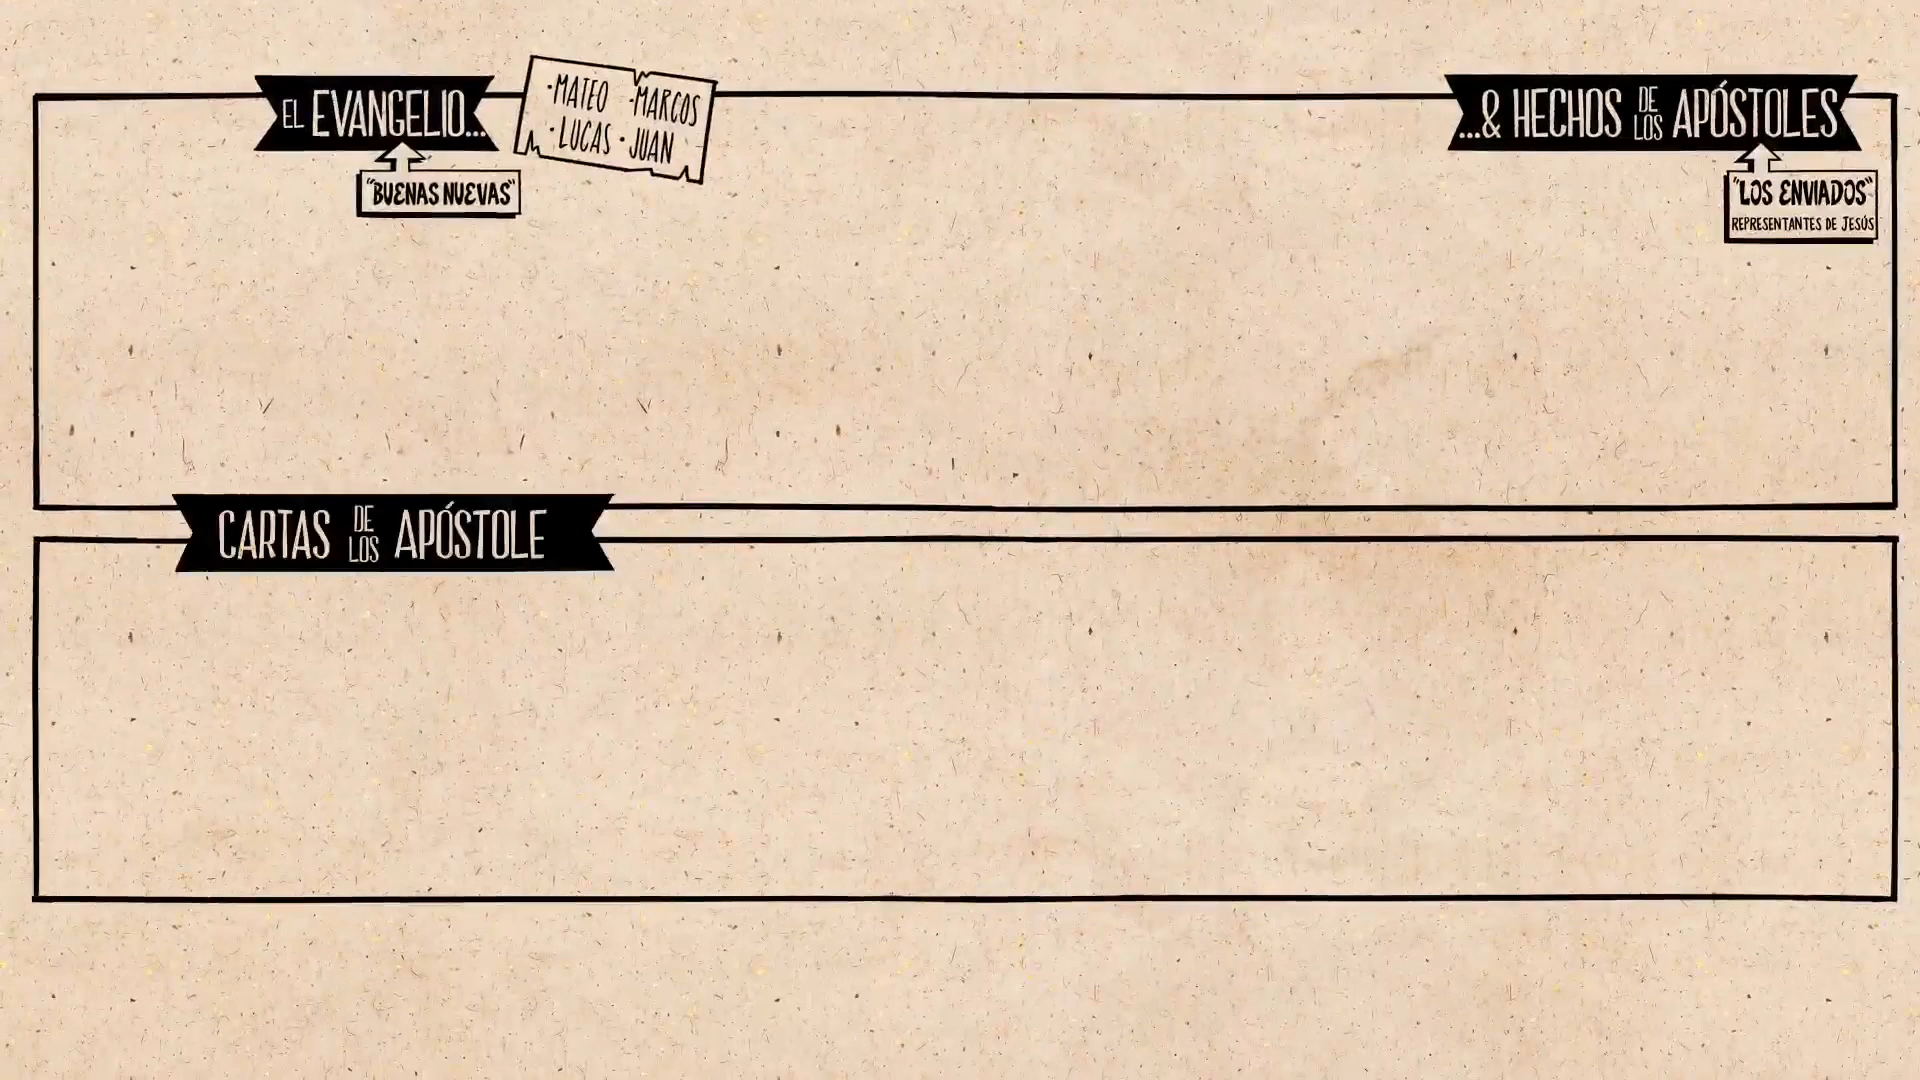 EL EVANGELIO...
"BUENAS NUEVAS"
·MATEO ·MARCOS
·LUCAS ·JUAN
...& HECHOS DE LOS APÓSTOLES
"LOS ENVIADOS"
REPRESENTANTES DE JESÚS
CARTAS DE LOS APÓSTOLE